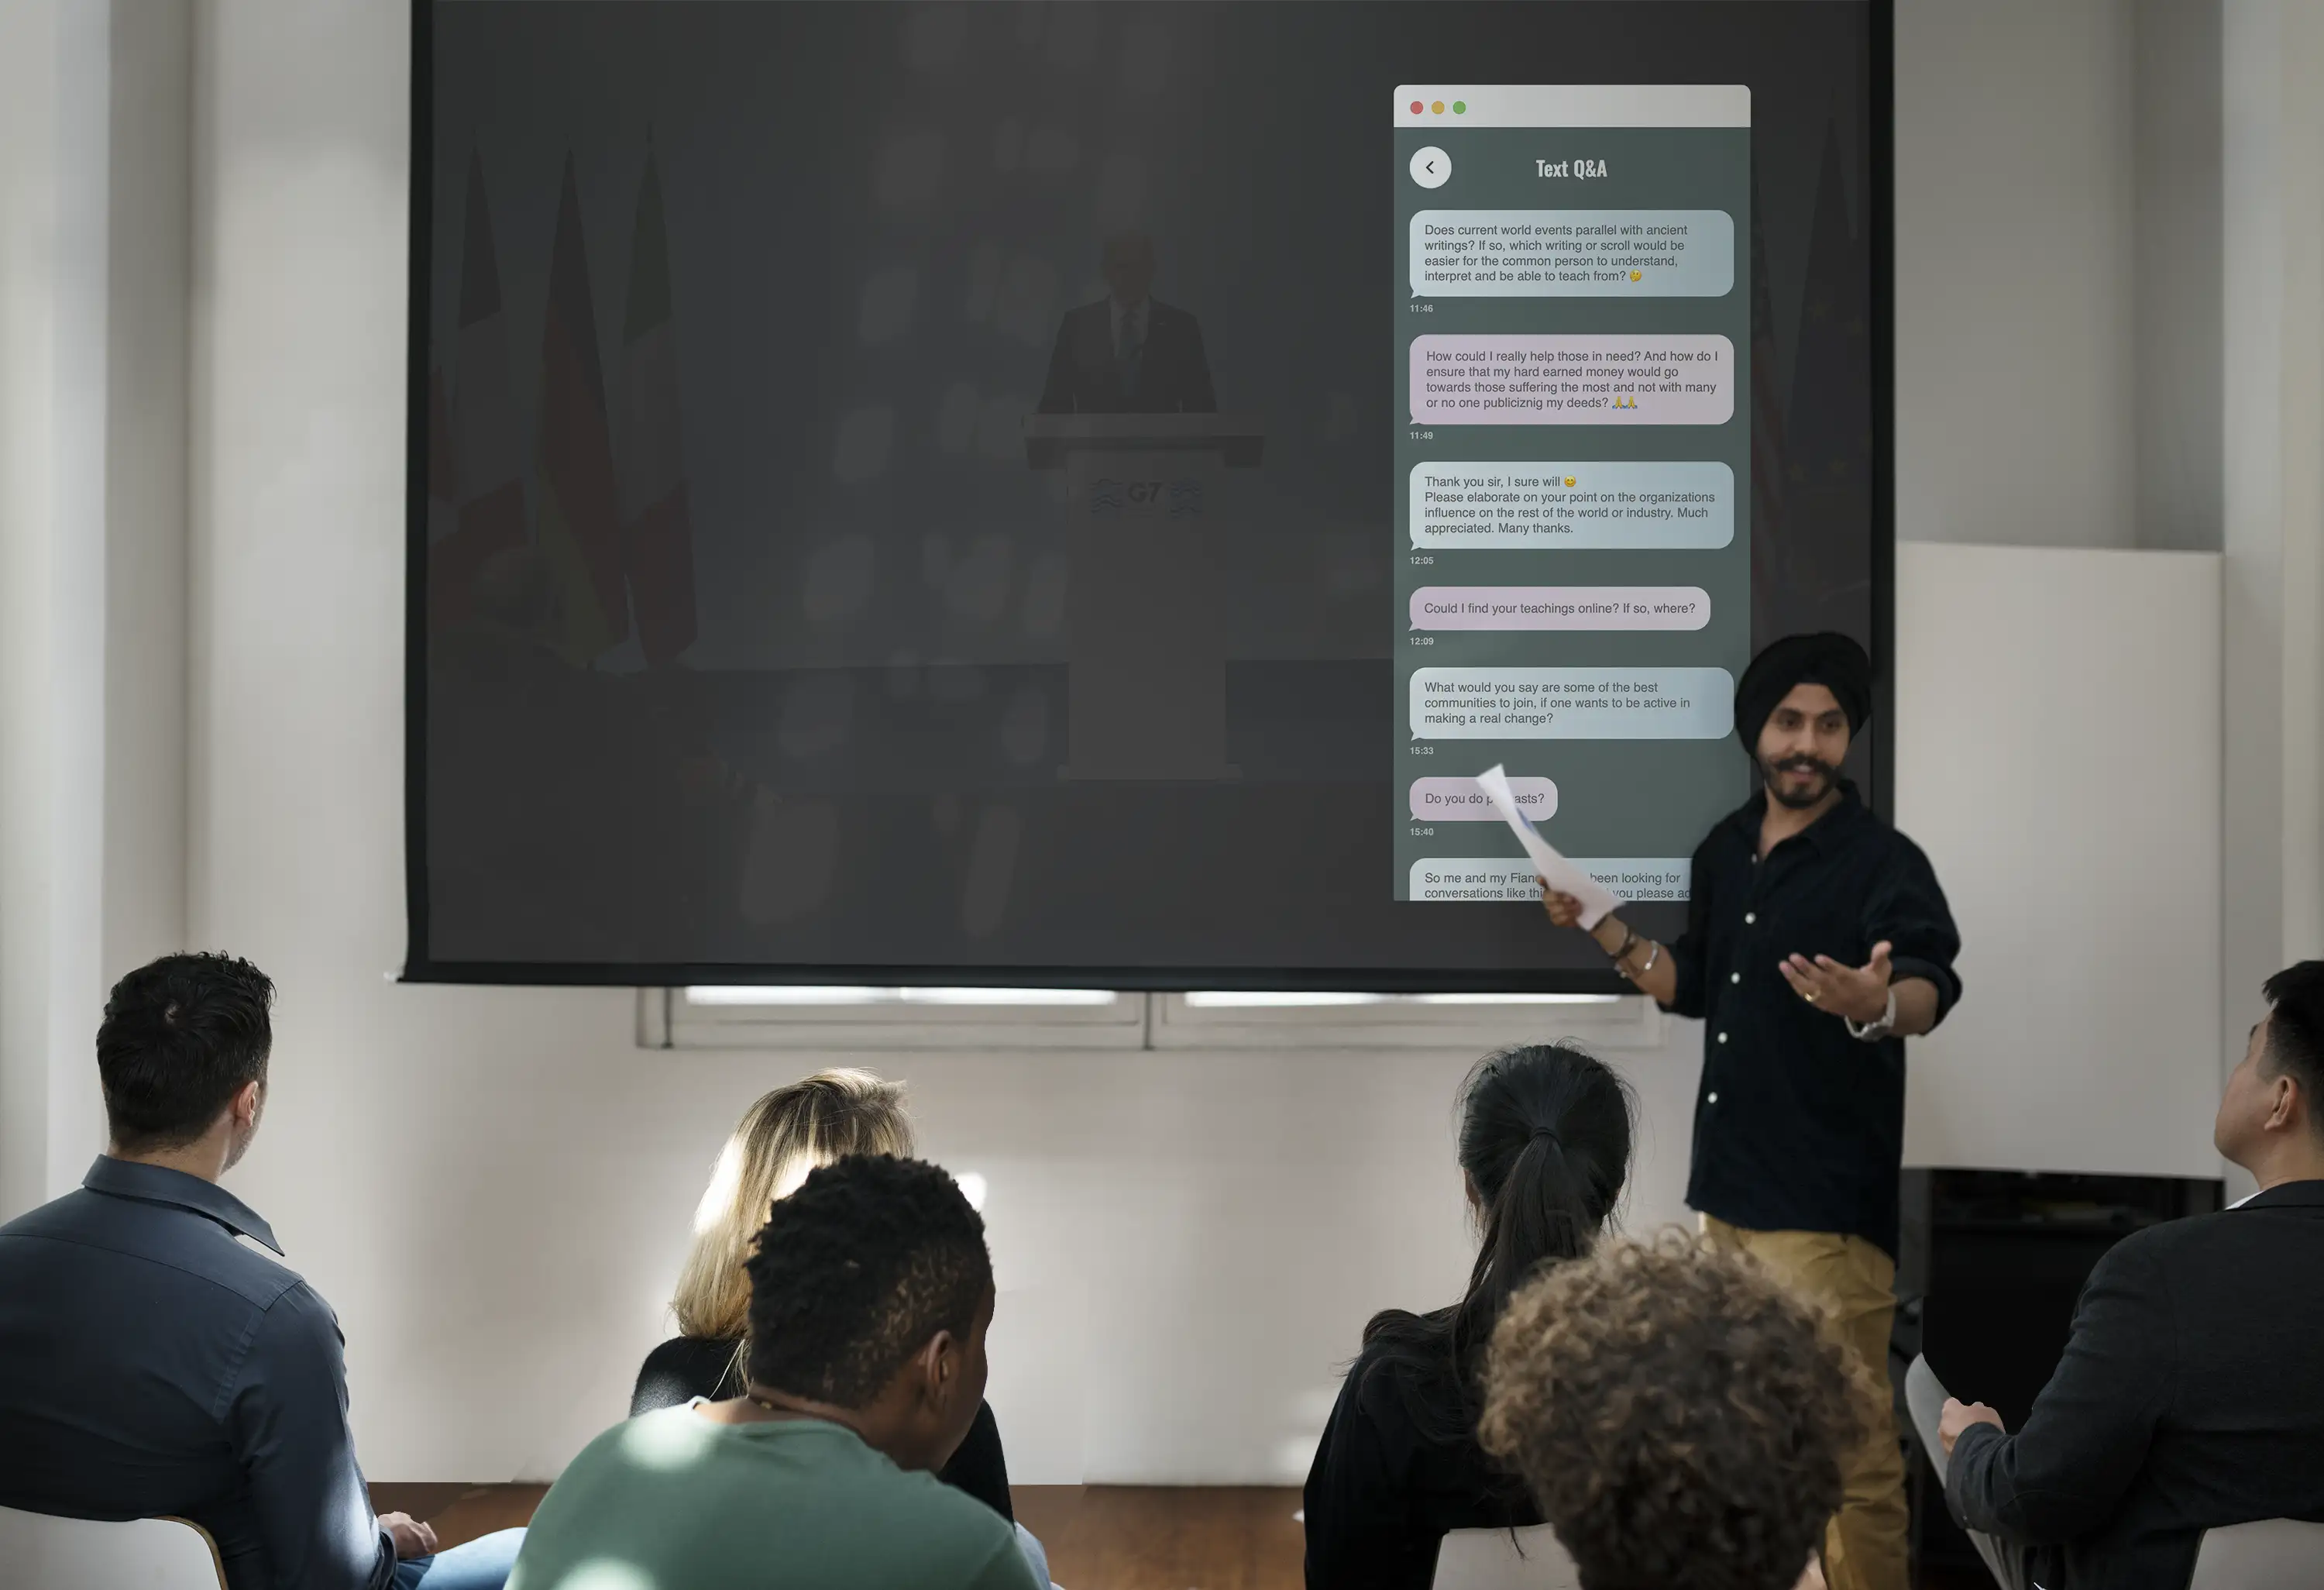 Text Q&A
Does current world events parallel with ancient
writings? If so, which writing or scroll would be
easier for the common person to understand,
interpret and be able to teach from? 🤔
11:46
How could I really help those in need? And how do I
ensure that my hard earned money would go
towards those suffering the most and not with many
or no one publiciznig my deeds? 🙏🙏
11:49
Thank you sir, I sure will 😊
Please elaborate on your point on the organizations
influence on the rest of the world or industry. Much
appreciated. Many thanks.
12:05
Could I find your teachings online? If so, where?
12:09
What would you say are some of the best
communities to join, if one wants to be active in
making a real change?
15:33
Do you do
15:40
So me and my been looking for
conversations like you please
G7